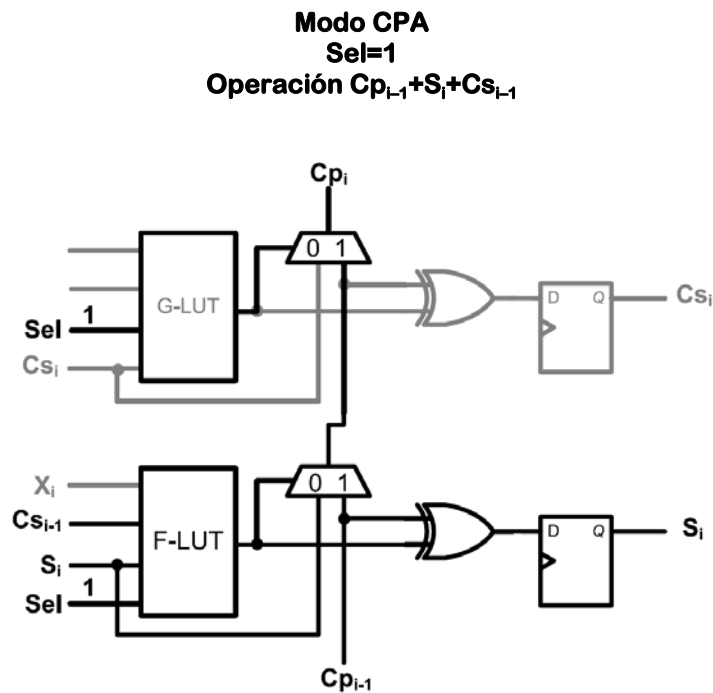 Modo CPA
Sel=1
Operación Cpi–1+Si+Csi–1
Cpi
0 1
G-LUT
D Q
Csi
Sel 1
Csi
0 1
Xi
Csi-1
F-LUT
D Q
Si
Si
Sel 1
Cpi-1